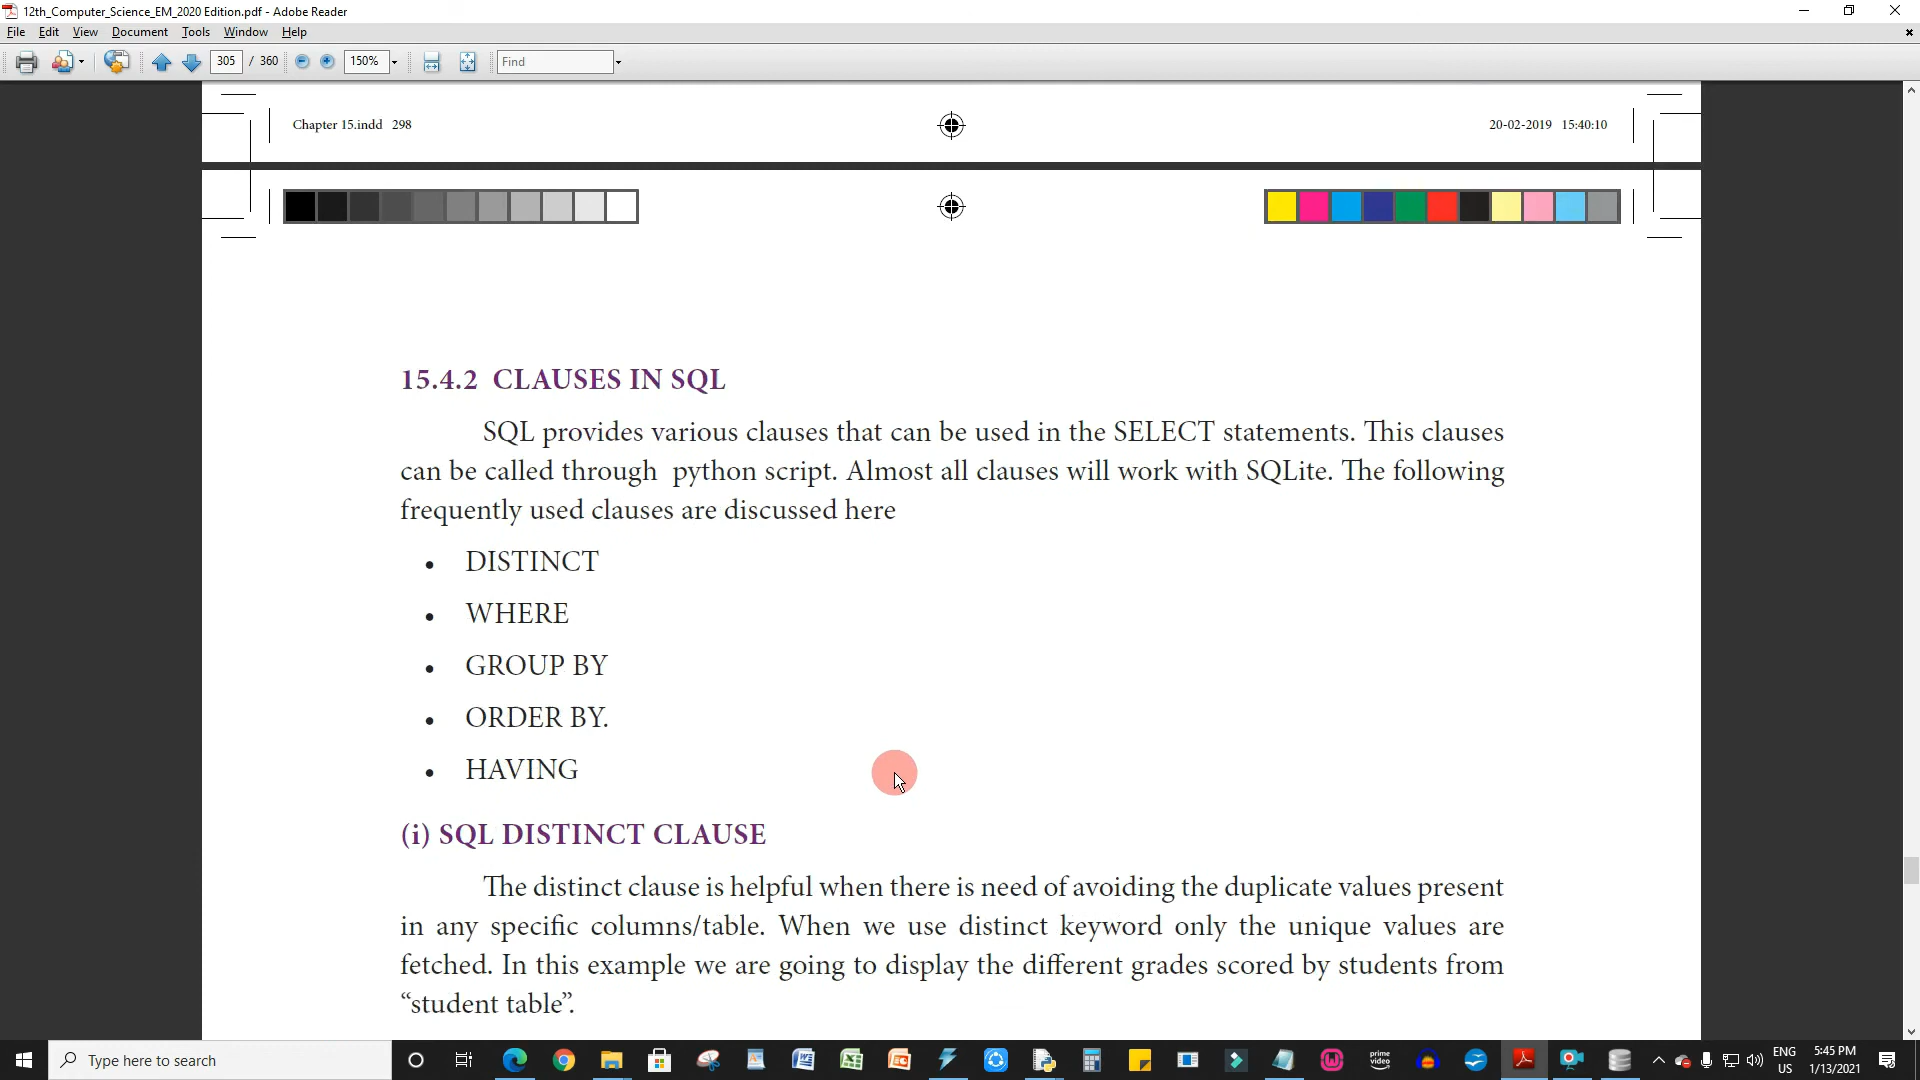 12th_Computer_Science_EM_2020 Edition.pdf - Adobe Reader
File Edit View Document Tools Window Help
305 / 360 150% Find
Chapter 15.indd 298 20-02-2019 15:40:10
15.4.2 CLAUSES IN SQL
SQL provides various clauses that can be used in the SELECT statements. This clauses
can be called through python script. Almost all clauses will work with SQLite. The following
frequently used clauses are discussed here
• DISTINCT
• WHERE
• GROUP BY
• ORDER BY.
• HAVING
(i) SQL DISTINCT CLAUSE
The distinct clause is helpful when there is need of avoiding the duplicate values present
in any specific columns/table. When we use distinct keyword only the unique values are
fetched. In this example we are going to display the different grades scored by students from
“student table”.
Type here to search
prime
video
ENG
US
5:45 PM
1/13/2021